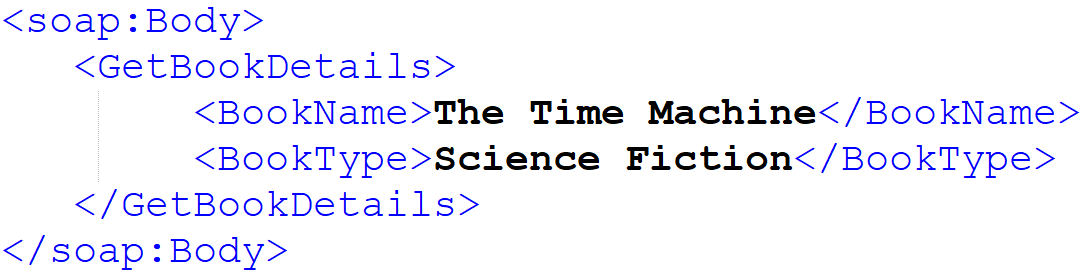 <soap:Body>
<GetBookDetails>
<BookName>The Time Machine</BookName>
<BookType>Science Fiction</BookType>
</GetBookDetails>
</soap:Body>